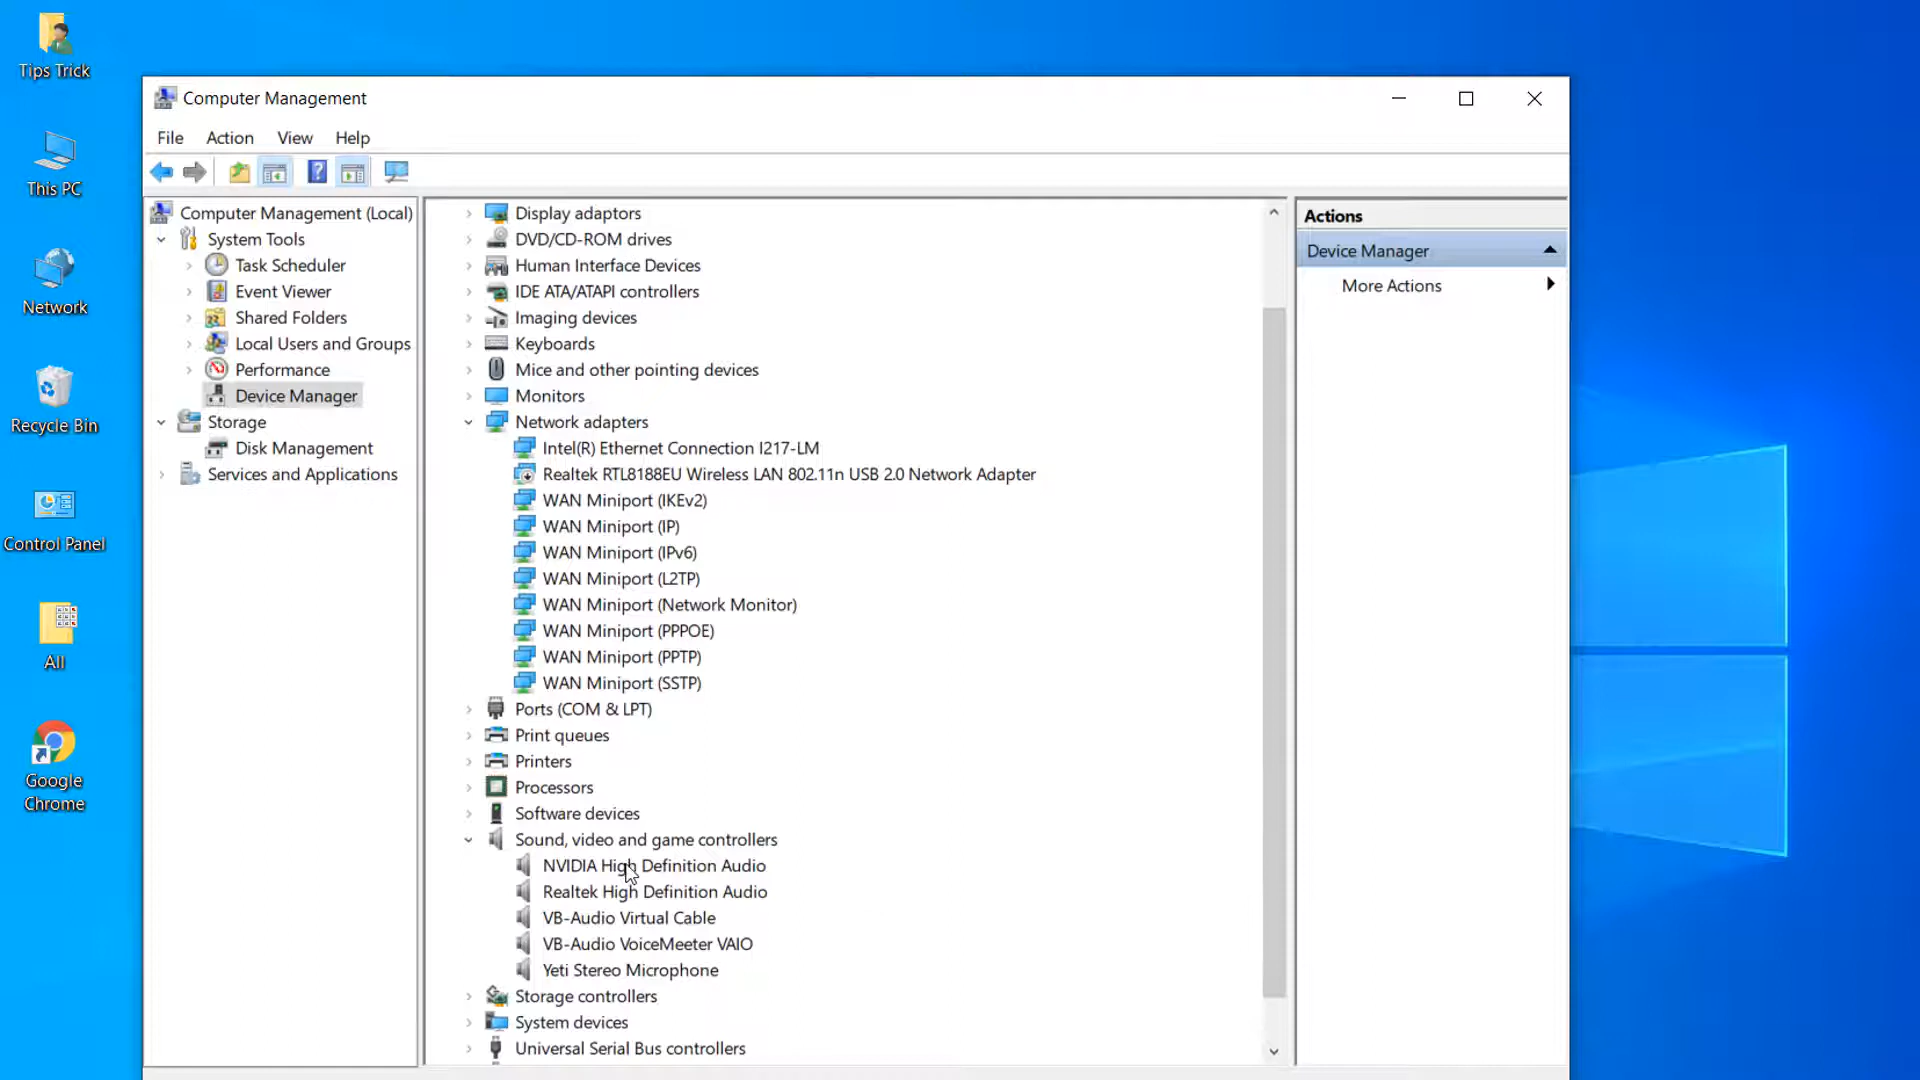 Tips Trick
This PC
Network
Recycle Bin
Control Panel
All
Google
Chrome
Computer Management
File Action View Help
Computer Management (Local)
System Tools
Task Scheduler
Event Viewer
Shared Folders
Local Users and Groups
Performance
Device Manager
Storage
Disk Management
Services and Applications
Display adaptors
DVD/CD-ROM drives
Human Interface Devices
IDE ATA/ATAPI controllers
Imaging devices
Keyboards
Mice and other pointing devices
Monitors
Network adapters
Intel(R) Ethernet Connection I217-LM
Realtek RTL8188EU Wireless LAN 802.11n USB 2.0 Network Adapter
WAN Miniport (IKEv2)
WAN Miniport (IP)
WAN Miniport (IPv6)
WAN Miniport (L2TP)
WAN Miniport (Network Monitor)
WAN Miniport (PPPOE)
WAN Miniport (PPTP)
WAN Miniport (SSTP)
Ports (COM & LPT)
Print queues
Printers
Processors
Software devices
Sound, video and game controllers
NVIDIA High Definition Audio
Realtek High Definition Audio
VB-Audio Virtual Cable
VB-Audio VoiceMeeter VAIO
Yeti Stereo Microphone
Storage controllers
System devices
Universal Serial Bus controllers
Actions
Device Manager
More Actions